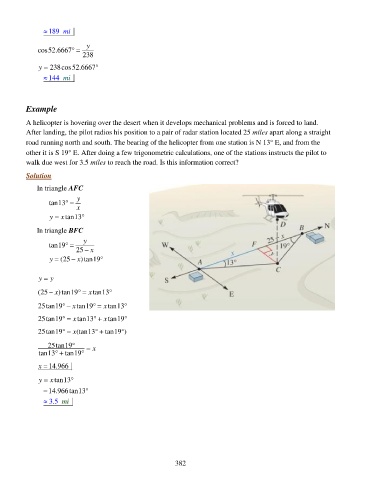 ≈ 189 mi
cos 52.6667° = y/238
y = 238 cos 52.6667°
≈ 144 mi
Example
A helicopter is hovering over the desert when it develops mechanical problems and is forced to land.
After landing, the pilot radios his position to a pair of radar station located 25 miles apart along a straight
road running north and south. The bearing of the helicopter from one station is N 13° E, and from the
other it is S 19° E. After doing a few trigonometric calculations, one of the stations instructs the pilot to
walk due west for 3.5 miles to reach the road. Is this information correct?
Solution
In triangle AFC
tan 13° = y/x
y = x tan 13°
In triangle BFC
tan 19° = y/(25 − x)
y = (25 − x) tan 19°
y = y
(25 − x) tan 19° = x tan 13°
25 tan 19° − x tan 19° = x tan 13°
25 tan 19° = x tan 13° + x tan 19°
25 tan 19° = x(tan 13° + tan 19°)
25 tan 19°/(tan 13° + tan 19°) = x
x = 14.966
y = x tan 13°
= 14.966 tan 13°
≈ 3.5 mi
D
B
N
25 − x
W
F
19°
x
A
13°
C
S
E
382